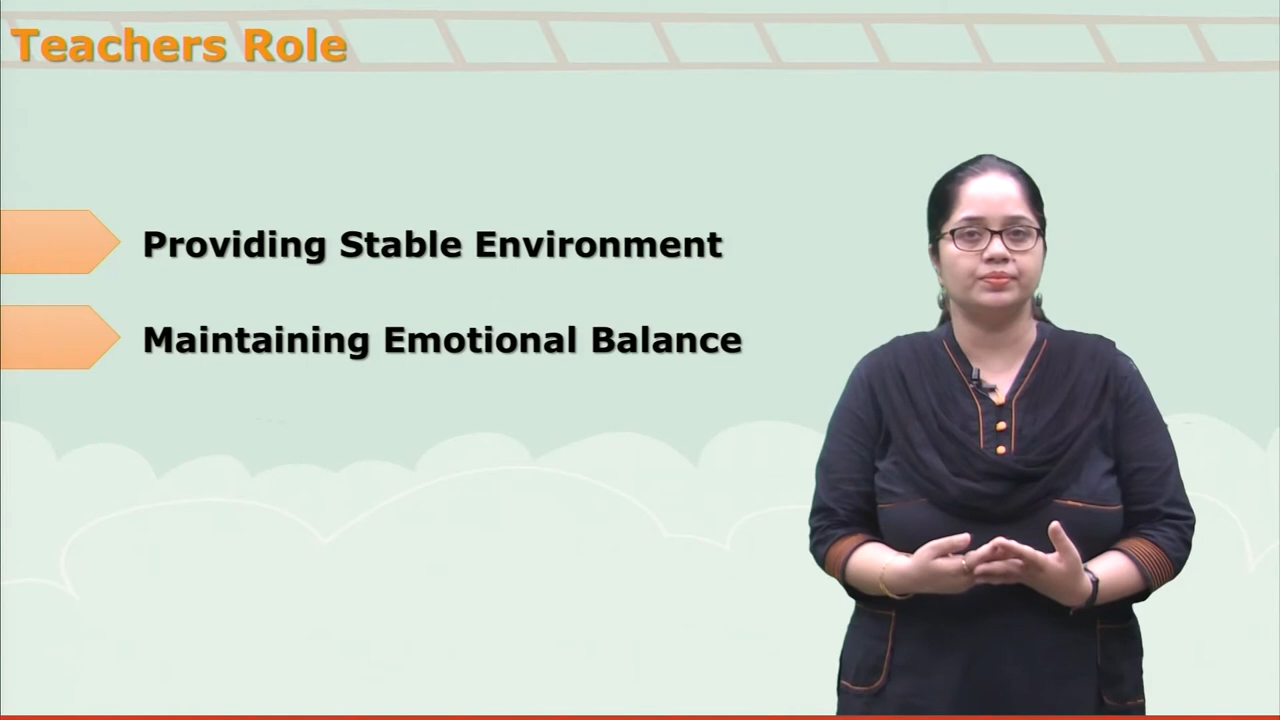 Teachers Role
Providing Stable Environment
Maintaining Emotional Balance